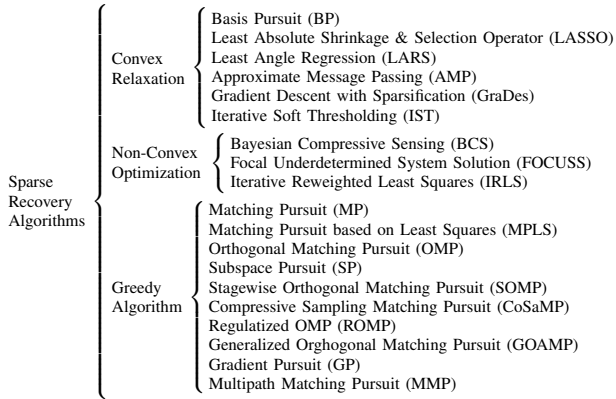 Sparse
Recovery
Algorithms
Convex
Relaxation
Basis Pursuit (BP)
Least Absolute Shrinkage & Selection Operator (LASSO)
Least Angle Regression (LARS)
Approximate Message Passing (AMP)
Gradient Descent with Sparsification (GraDes)
Iterative Soft Thresholding (IST)
Non-Convex
Optimization
Bayesian Compressive Sensing (BCS)
Focal Underdetermined System Solution (FOCUSS)
Iterative Reweighted Least Squares (IRLS)
Greedy
Algorithm
Matching Pursuit (MP)
Matching Pursuit based on Least Squares (MPLS)
Orthogonal Matching Pursuit (OMP)
Subspace Pursuit (SP)
Stagewise Orthogonal Matching Pursuit (SOMP)
Compressive Sampling Matching Pursuit (CoSaMP)
Regulatized OMP (ROMP)
Generalized Orghogonal Matching Pursuit (GOAMP)
Gradient Pursuit (GP)
Multipath Matching Pursuit (MMP)